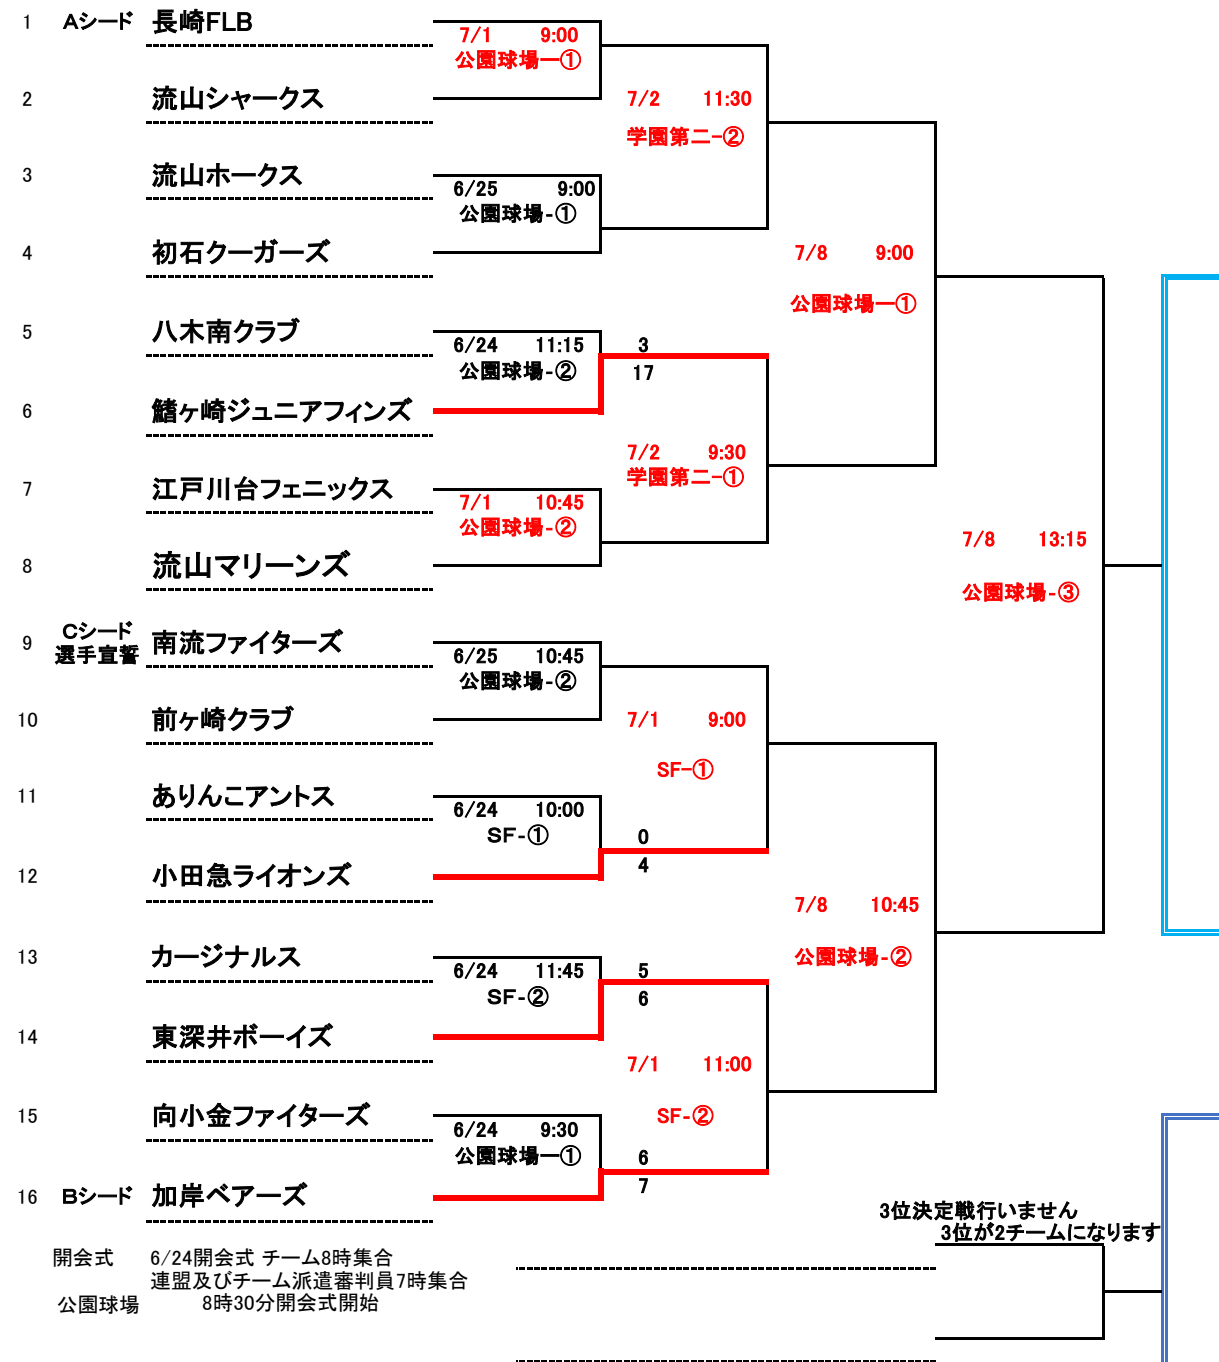 1 Aシード 長崎FLB
7/1 9:00
公園球場ー①
2 流山シャークス
7/2 11:30
学園第二-②
3 流山ホークス
6/25 9:00
公園球場-①
4 初石クーガーズ
7/8 9:00
公園球場ー①
5 八木南クラブ
6/24 11:15 3
公園球場-② 17
6 鰭ヶ崎ジュニアフィンズ
7/2 9:30
学園第二-①
7 江戸川台フェニックス
7/1 10:45
公園球場-②
7/8 13:15
公園球場-③
8 流山マリーンズ
Cシード
9 南流ファイターズ
選手宣誓
6/25 10:45
公園球場-②
10 前ヶ崎クラブ
7/1 9:00
SF-①
11 ありんこアントス
6/24 10:00
SF-① 0
4
12 小田急ライオンズ
7/8 10:45
公園球場-②
13 カージナルス
6/24 11:45 5
SF-② 6
14 東深井ボーイズ
7/1 11:00
SF-②
15 向小金ファイターズ
6/24 9:30
公園球場ー① 6
7
16 Bシード 加岸ベアーズ
3位決定戦行いません
3位が2チームになります
開会式 6/24開会式 チーム8時集合
連盟及びチーム派遣審判員7時集合
公園球場 8時30分開会式開始